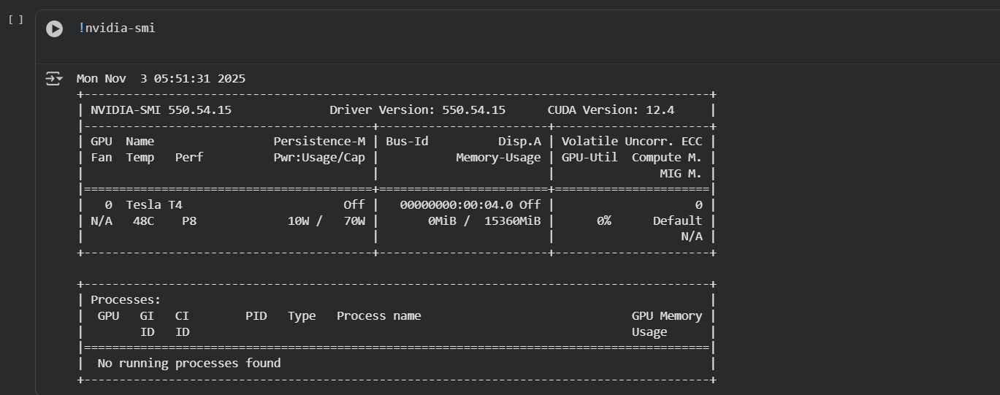 [ ]
!nvidia-smi
Mon Nov  3 05:51:31 2025
+-----------------------------------------------------------------------------------------+
| NVIDIA-SMI 550.54.15              Driver Version: 550.54.15      CUDA Version: 12.4     |
|-----------------------------------------+------------------------+----------------------+
| GPU  Name                 Persistence-M | Bus-Id          Disp.A | Volatile Uncorr. ECC |
| Fan  Temp   Perf          Pwr:Usage/Cap |           Memory-Usage | GPU-Util  Compute M. |
|                                         |                        |               MIG M. |
|=========================================+========================+======================|
|   0  Tesla T4                       Off |   00000000:00:04.0 Off |                    0 |
| N/A   48C    P8             10W /   70W |       0MiB /  15360MiB |      0%      Default |
|                                         |                        |                  N/A |
+-----------------------------------------+------------------------+----------------------+
+-----------------------------------------------------------------------------------------+
| Processes:                                                                              |
|  GPU   GI   CI        PID   Type   Process name                              GPU Memory |
|        ID   ID                                                               Usage      |
|=========================================================================================|
|  No running processes found                                                             |
+-----------------------------------------------------------------------------------------+